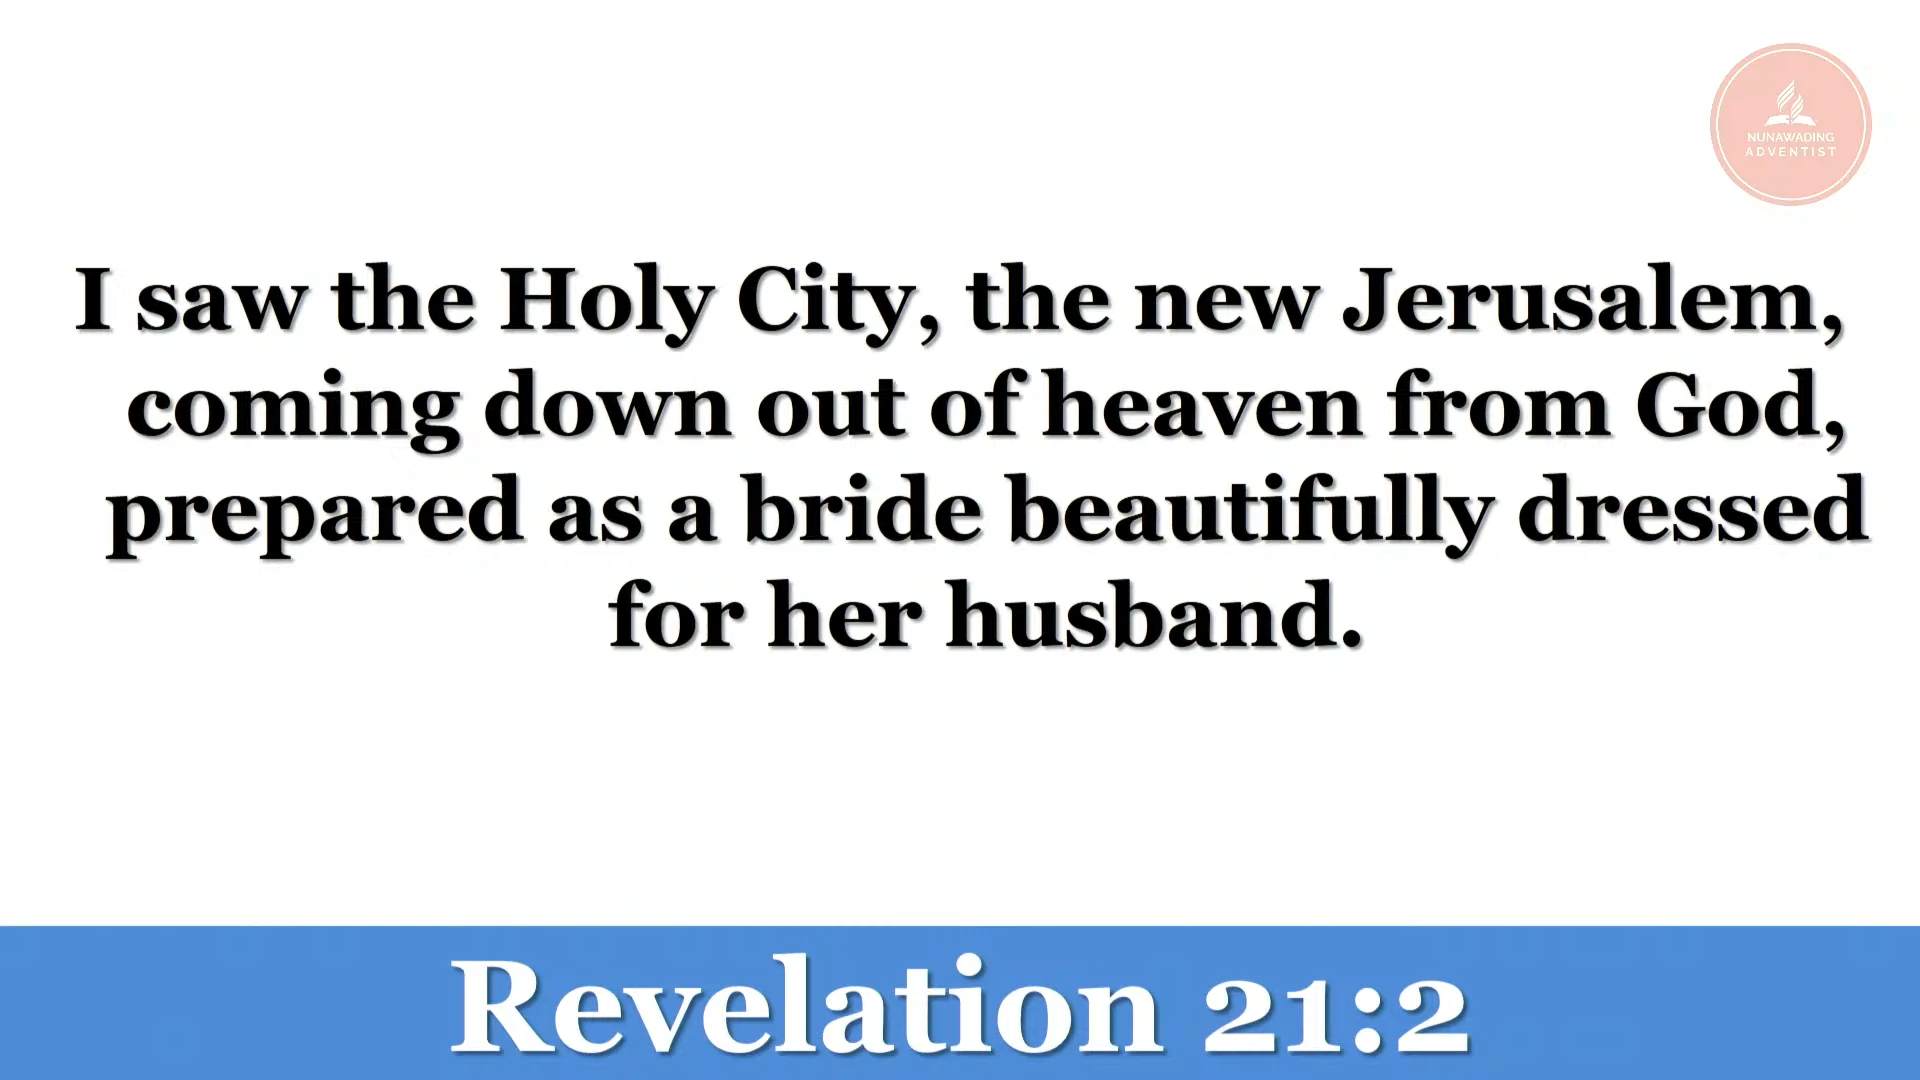 NUNAWADING
ADVENTIST
I saw the Holy City, the new Jerusalem,
coming down out of heaven from God,
prepared as a bride beautifully dressed
for her husband.
Revelation 21:2